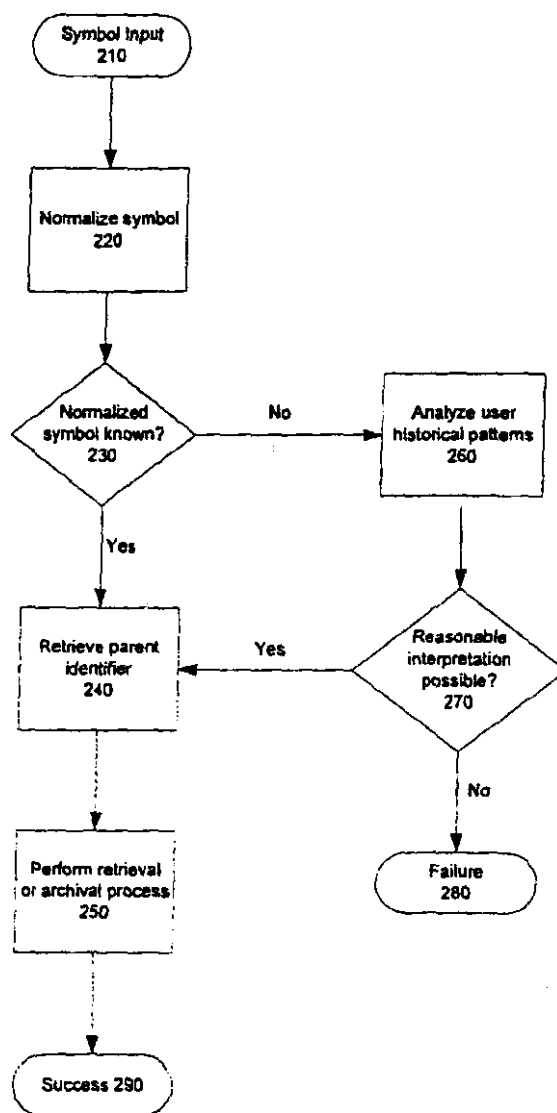 Symbol Input
210
Normalize symbol
220
Normalized
symbol known?
230
No
Analyze user
historical patterns
260
Yes
Retrieve parent
identifier
240
Yes
Reasonable
interpretation
possible?
270
No
Perform retrieval
or archival process
250
Failure
280
Success 290